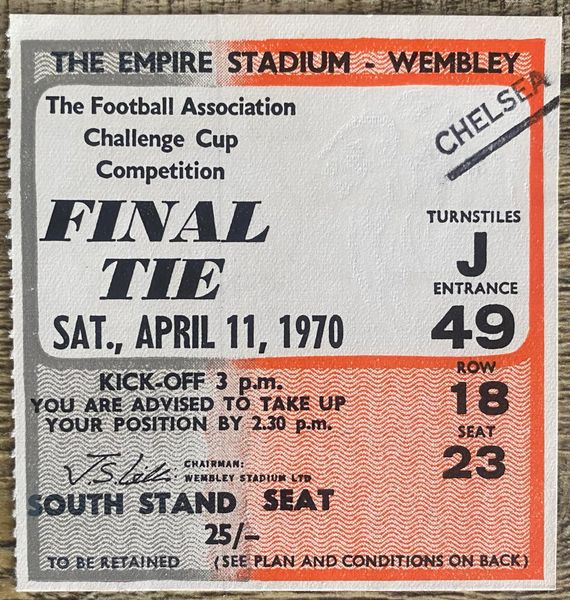 THE EMPIRE STADIUM - WEMBLEY
The Football Association
Challenge Cup
Competition
CHELSEA
FINAL
TIE
SAT., APRIL 11, 1970
TURNSTILES
J
ENTRANCE
49
ROW
18
SEAT
23
KICK-OFF 3 p.m.
YOU ARE ADVISED TO TAKE UP
YOUR POSITION BY 2.30 p.m.
CHAIRMAN:
WEMBLEY STADIUM LTD
SOUTH STAND SEAT
25/-
TO BE RETAINED (SEE PLAN AND CONDITIONS ON BACK)